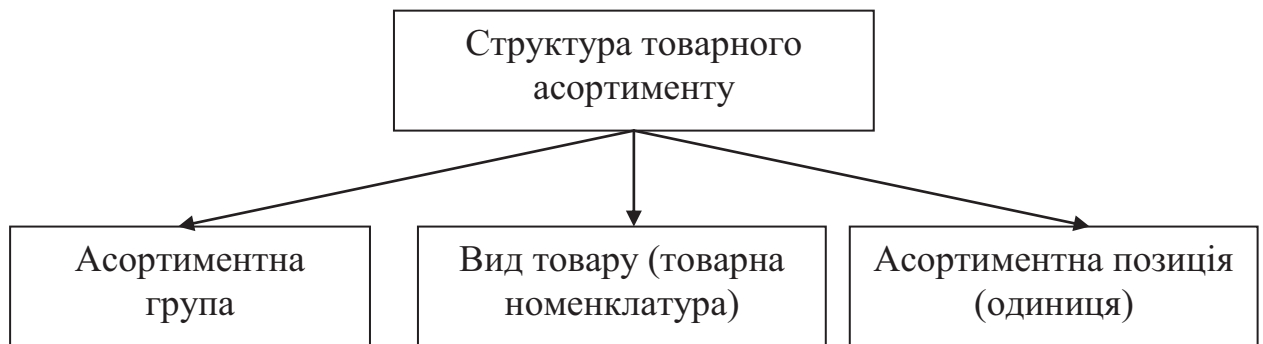 Структура товарного
асортименту
Асортиментна
група
Вид товару (товарна
номенклатура)
Асортиментна позиція
(одиниця)